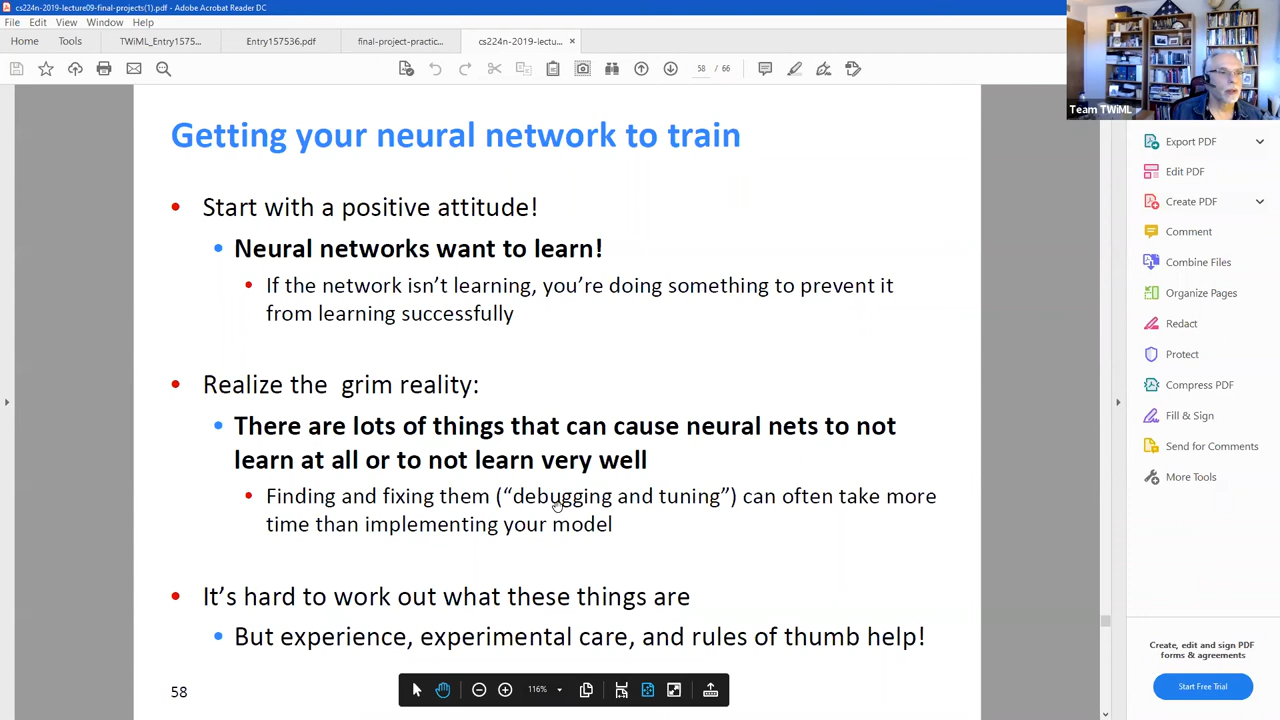 cs224n-2019-lecture09-final-projects(1).pdf - Adobe Acrobat Reader DC
File Edit View Window Help
Home Tools TWiML_Entry1575... Entry157536.pdf final-project-practic... cs224n-2019-lectu... ×
58 / 66
Team TWiML
Getting your neural network to train
• Start with a positive attitude!
• Neural networks want to learn!
• If the network isn’t learning, you’re doing something to prevent it
from learning successfully
• Realize the grim reality:
• There are lots of things that can cause neural nets to not
learn at all or to not learn very well
• Finding and fixing them (“debugging and tuning”) can often take more
time than implementing your model
• It’s hard to work out what these things are
• But experience, experimental care, and rules of thumb help!
58
116%
Export PDF
Edit PDF
Create PDF
Comment
Combine Files
Organize Pages
Redact
Protect
Compress PDF
Fill & Sign
Send for Comments
More Tools
Create, edit and sign PDF
forms & agreements
Start Free Trial